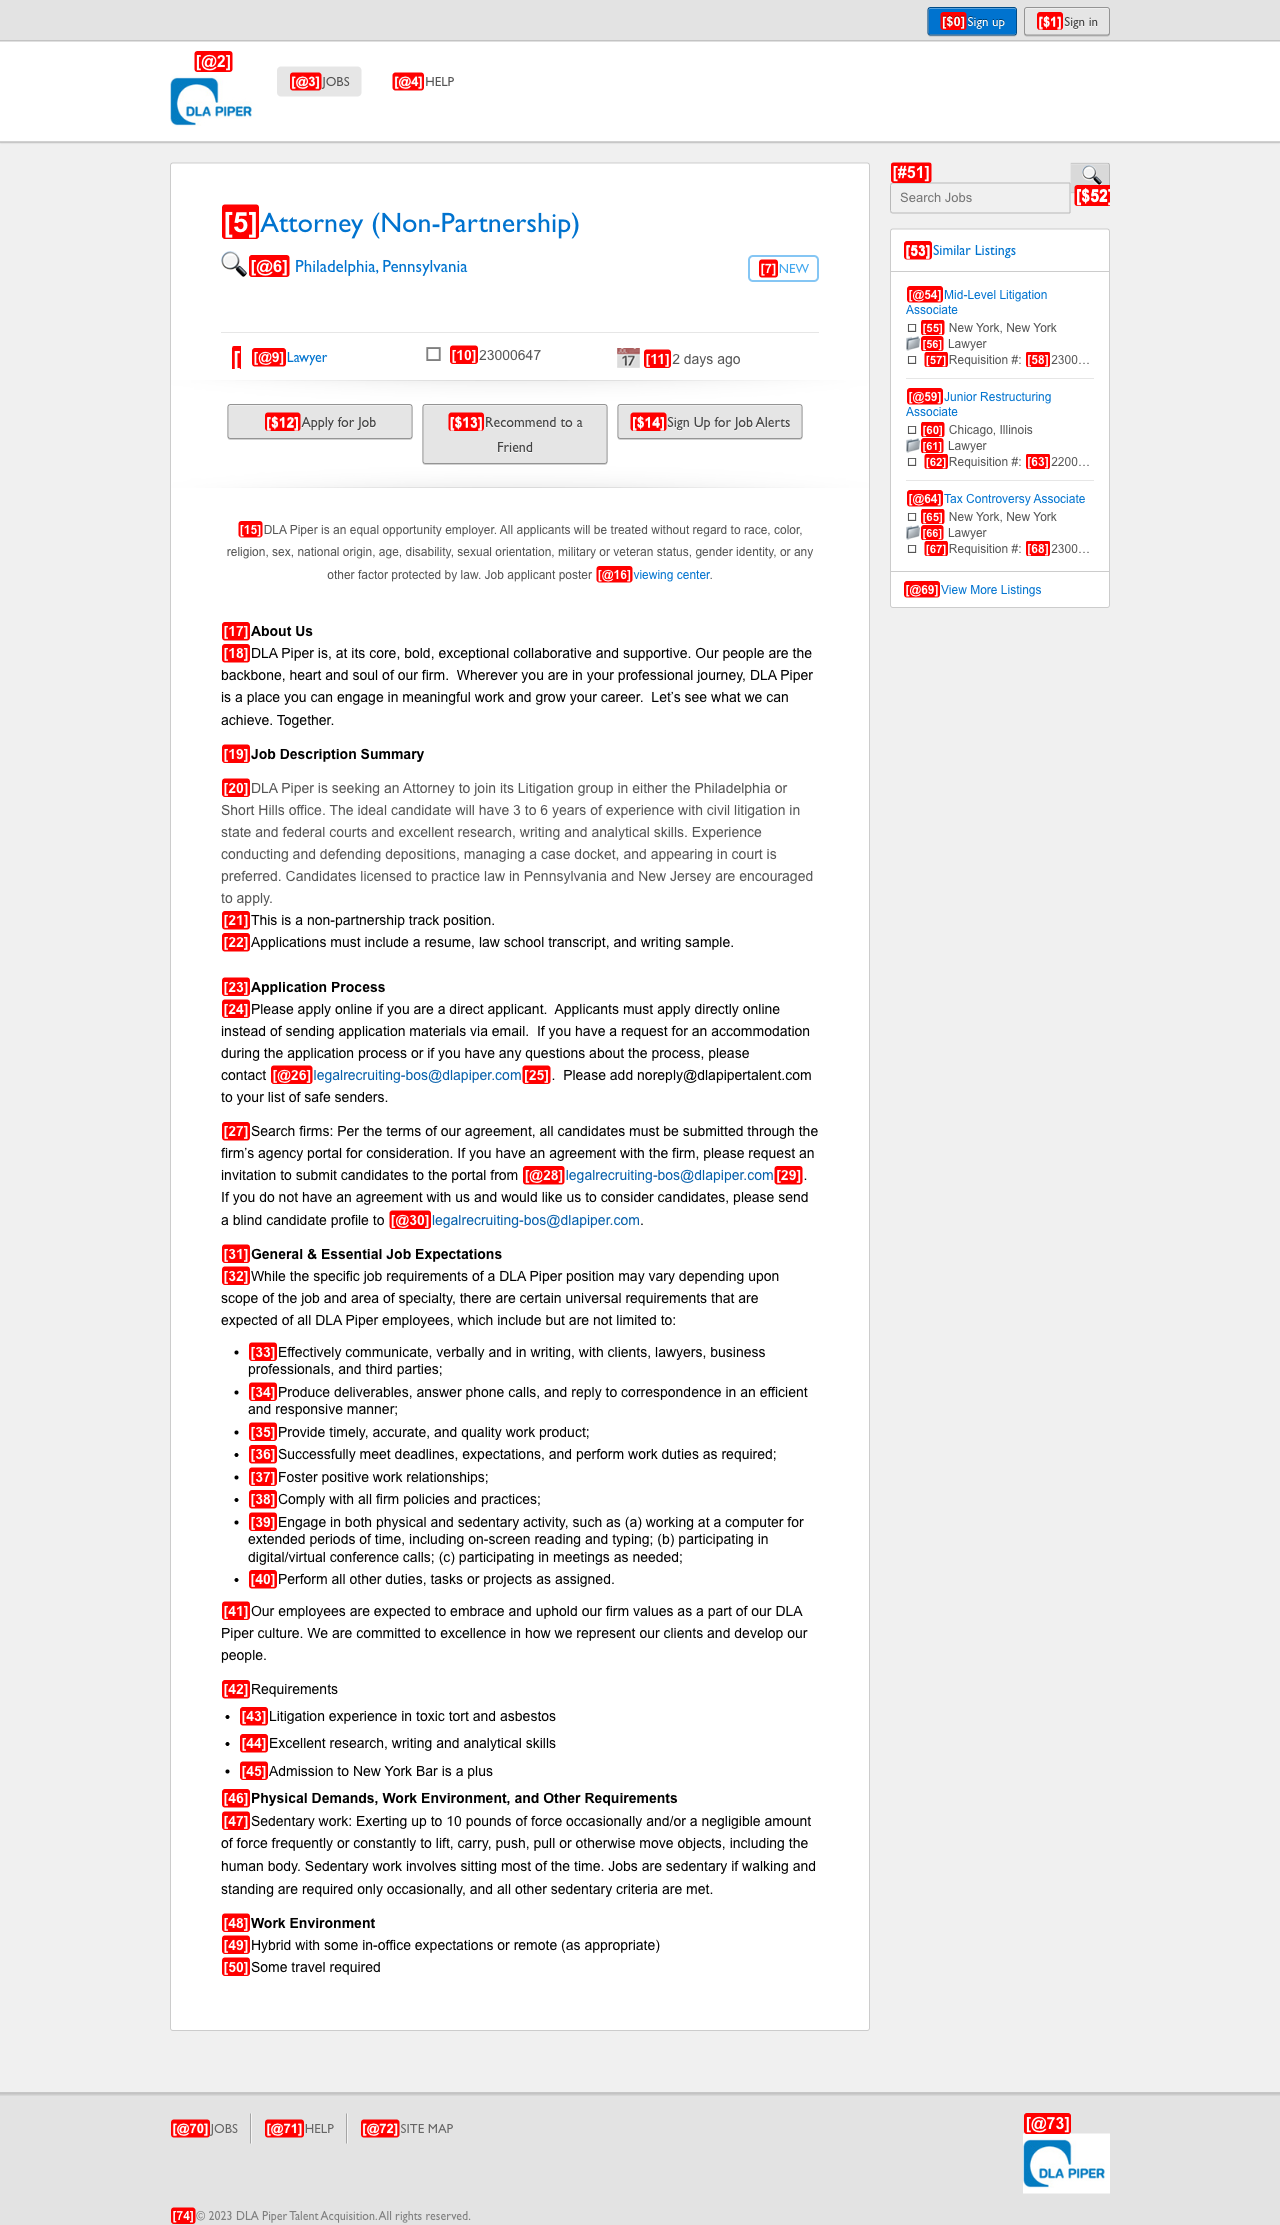 [$0]Sign up
[$1]Sign in
[@2]
DLA PIPER
[@3]JOBS
[@4]HELP
[5]Attorney (Non-Partnership)
[@6] Philadelphia, Pennsylvania
[7]NEW
[
[@9]Lawyer
[10]23000647
17 [11]2 days ago
[$12]Apply for Job
[$13]Recommend to a
Friend
[$14]Sign Up for Job Alerts
[15]DLA Piper is an equal opportunity employer. All applicants will be treated without regard to race, color,
religion, sex, national origin, age, disability, sexual orientation, military or veteran status, gender identity, or any
other factor protected by law. Job applicant poster [@16]viewing center.
[17]About Us
[18]DLA Piper is, at its core, bold, exceptional collaborative and supportive. Our people are the
backbone, heart and soul of our firm.  Wherever you are in your professional journey, DLA Piper
is a place you can engage in meaningful work and grow your career.  Let's see what we can
achieve. Together.
[19]Job Description Summary
[20]DLA Piper is seeking an Attorney to join its Litigation group in either the Philadelphia or
Short Hills office. The ideal candidate will have 3 to 6 years of experience with civil litigation in
state and federal courts and excellent research, writing and analytical skills. Experience
conducting and defending depositions, managing a case docket, and appearing in court is
preferred. Candidates licensed to practice law in Pennsylvania and New Jersey are encouraged
to apply.
[21]This is a non-partnership track position.
[22]Applications must include a resume, law school transcript, and writing sample.
[23]Application Process
[24]Please apply online if you are a direct applicant.  Applicants must apply directly online
instead of sending application materials via email.  If you have a request for an accommodation
during the application process or if you have any questions about the process, please
contact [@26]legalrecruiting-bos@dlapiper.com[25].  Please add noreply@dlapipertalent.com
to your list of safe senders.
[27]Search firms: Per the terms of our agreement, all candidates must be submitted through the
firm's agency portal for consideration. If you have an agreement with the firm, please request an
invitation to submit candidates to the portal from [@28]legalrecruiting-bos@dlapiper.com[29].
If you do not have an agreement with us and would like us to consider candidates, please send
a blind candidate profile to [@30]legalrecruiting-bos@dlapiper.com.
[31]General & Essential Job Expectations
[32]While the specific job requirements of a DLA Piper position may vary depending upon
scope of the job and area of specialty, there are certain universal requirements that are
expected of all DLA Piper employees, which include but are not limited to:
• [33]Effectively communicate, verbally and in writing, with clients, lawyers, business
professionals, and third parties;
• [34]Produce deliverables, answer phone calls, and reply to correspondence in an efficient
and responsive manner;
• [35]Provide timely, accurate, and quality work product;
• [36]Successfully meet deadlines, expectations, and perform work duties as required;
• [37]Foster positive work relationships;
• [38]Comply with all firm policies and practices;
• [39]Engage in both physical and sedentary activity, such as (a) working at a computer for
extended periods of time, including on-screen reading and typing; (b) participating in
digital/virtual conference calls; (c) participating in meetings as needed;
• [40]Perform all other duties, tasks or projects as assigned.
[41]Our employees are expected to embrace and uphold our firm values as a part of our DLA
Piper culture. We are committed to excellence in how we represent our clients and develop our
people.
[42]Requirements
• [43]Litigation experience in toxic tort and asbestos
• [44]Excellent research, writing and analytical skills
• [45]Admission to New York Bar is a plus
[46]Physical Demands, Work Environment, and Other Requirements
[47]Sedentary work: Exerting up to 10 pounds of force occasionally and/or a negligible amount
of force frequently or constantly to lift, carry, push, pull or otherwise move objects, including the
human body. Sedentary work involves sitting most of the time. Jobs are sedentary if walking and
standing are required only occasionally, and all other sedentary criteria are met.
[48]Work Environment
[49]Hybrid with some in-office expectations or remote (as appropriate)
[50]Some travel required
[#51]
Search Jobs
[$52]
[53]Similar Listings
[@54]Mid-Level Litigation
Associate
[55] New York, New York
[56] Lawyer
[57]Requisition #: [58]2300…
[@59]Junior Restructuring
Associate
[60] Chicago, Illinois
[61] Lawyer
[62]Requisition #: [63]2200…
[@64]Tax Controversy Associate
[65] New York, New York
[66] Lawyer
[67]Requisition #: [68]2300…
[@69]View More Listings
[@70]JOBS
[@71]HELP
[@72]SITE MAP
[@73]
DLA PIPER
[74]© 2023 DLA Piper Talent Acquisition. All rights reserved.